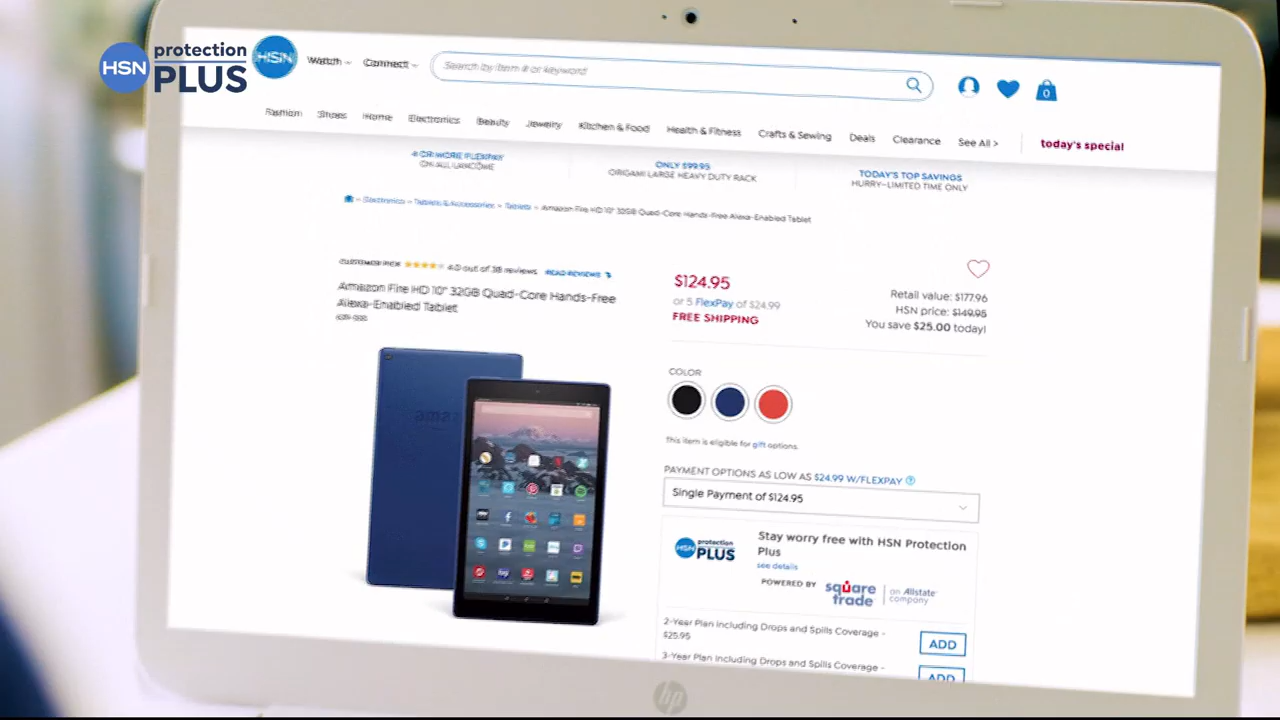 HSN protection PLUS
HSN
Watch
Connect
Search by item # or keyword
0
Fashion
Shoes
Home
Electronics
Beauty
Jewelry
Kitchen & Food
Health & Fitness
Crafts & Sewing
Deals
Clearance
See All >
today's special
ON ALL LANCOME
ONLY $99.95
ORIGAMI LARGE HEAVY DUTY RACK
TODAY'S TOP SAVINGS
HURRY–LIMITED TIME ONLY
Electronics Tablets & Accessories Tablets Amazon Fire HD 10" 32GB Quad-Core Hands-Free Alexa-Enabled Tablet
CUSTOMER PICK 4.0 out of 38 reviews READ REVIEWS
Amazon Fire HD 10" 32GB Quad-Core Hands-Free
Alexa-Enabled Tablet
amaz
$124.95
or 5 FlexPay of $24.99
FREE SHIPPING
Retail value: $177.96
HSN price: $149.95
You save $25.00 today!
COLOR
This item is eligible for gift options.
PAYMENT OPTIONS AS LOW AS $24.99 W/FLEXPAY ?
Single Payment of $124.95
HSN protection PLUS
Stay worry free with HSN Protection
Plus
see details
POWERED BY square trade an Allstate company
2-Year Plan Including Drops and Spills Coverage -
$25.95
ADD
3-Year Plan Including Drops and Spills Coverage -
ADD
hp